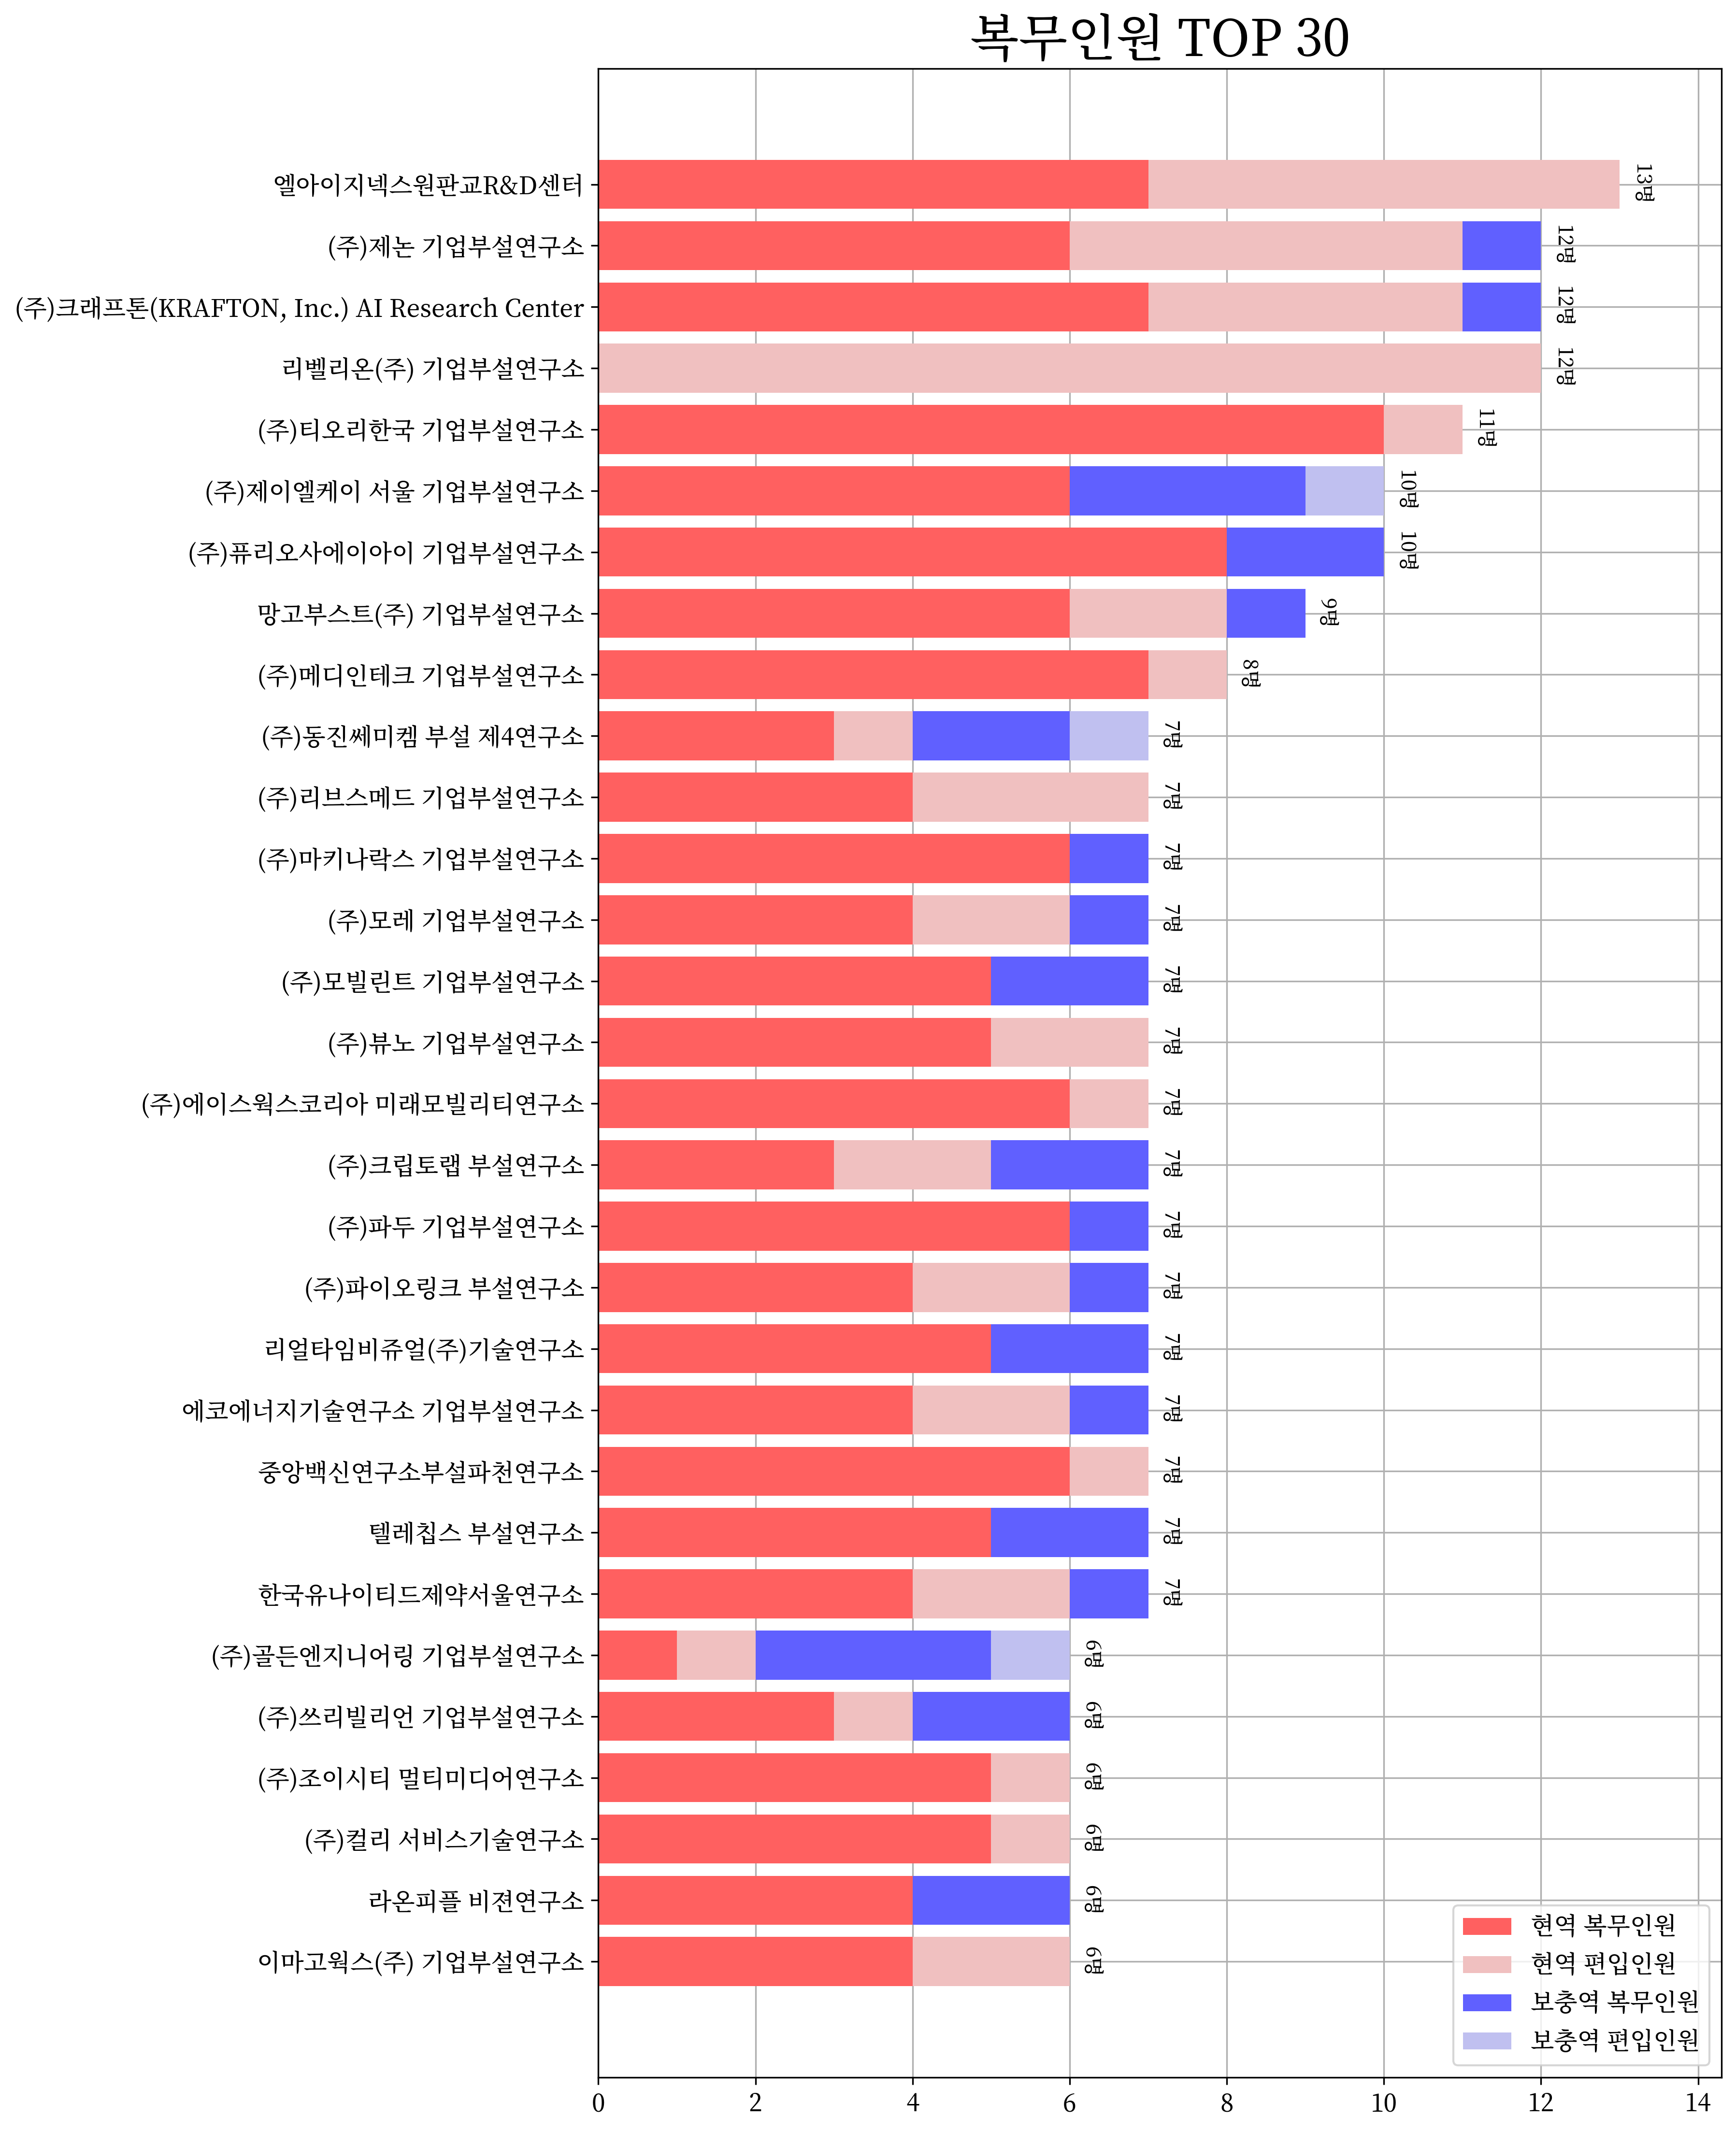 복무인원 TOP 30
엘아이지넥스원판교R&D센터 13명
(주)제논 기업부설연구소 12명
(주)크래프톤(KRAFTON, Inc.) AI Research Center 12명
리벨리온(주) 기업부설연구소 12명
(주)티오리한국 기업부설연구소 11명
(주)제이엘케이 서울 기업부설연구소 10명
(주)퓨리오사에이아이 기업부설연구소 10명
망고부스트(주) 기업부설연구소 9명
(주)메디인테크 기업부설연구소 8명
(주)동진쎄미켐 부설 제4연구소 7명
(주)리브스메드 기업부설연구소 7명
(주)마키나락스 기업부설연구소 7명
(주)모레 기업부설연구소 7명
(주)모빌린트 기업부설연구소 7명
(주)뷰노 기업부설연구소 7명
(주)에이스웍스코리아 미래모빌리티연구소 7명
(주)크립토랩 부설연구소 7명
(주)파두 기업부설연구소 7명
(주)파이오링크 부설연구소 7명
리얼타임비쥬얼(주)기술연구소 7명
에코에너지기술연구소 기업부설연구소 7명
중앙백신연구소부설파천연구소 7명
텔레칩스 부설연구소 7명
한국유나이티드제약서울연구소 7명
(주)골든엔지니어링 기업부설연구소 6명
(주)쓰리빌리언 기업부설연구소 6명
(주)조이시티 멀티미디어연구소 6명
(주)컬리 서비스기술연구소 6명
라온피플 비젼연구소 6명
이마고웍스(주) 기업부설연구소 6명
현역 복무인원
현역 편입인원
보충역 복무인원
보충역 편입인원
0 2 4 6 8 10 12 14